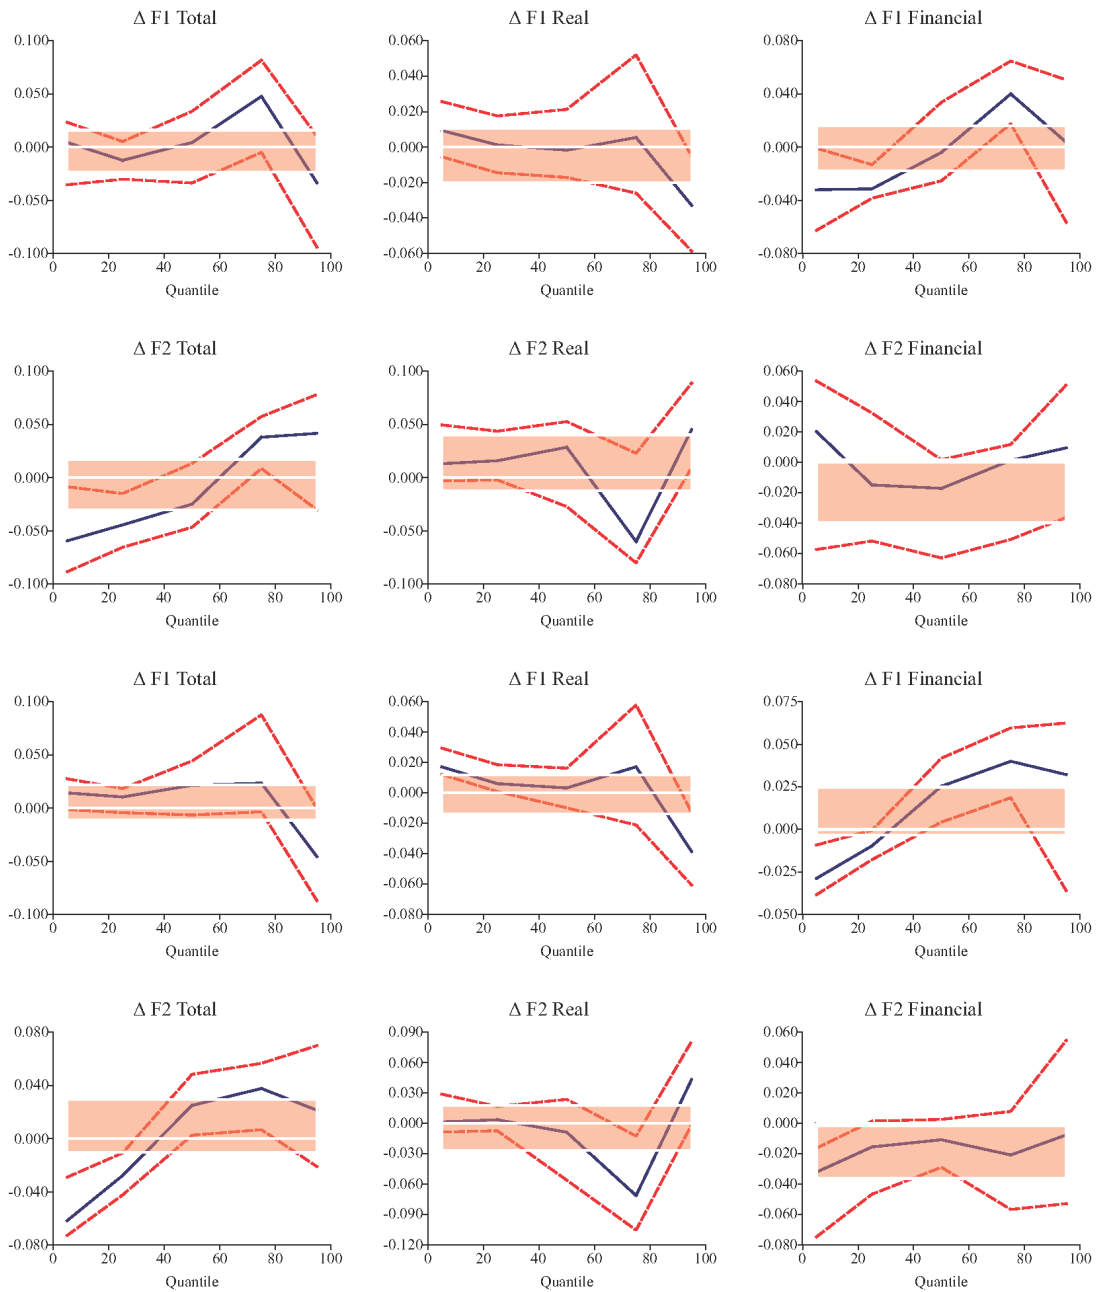 Δ F1 Total
0.100
0.050
0.000
-0.050
-0.100
0 20 40 60 80 100
Quantile
Δ F1 Real
0.060
0.040
0.020
0.000
-0.020
-0.040
-0.060
0 20 40 60 80 100
Quantile
Δ F1 Financial
0.080
0.040
0.000
-0.040
-0.080
0 20 40 60 80 100
Quantile
Δ F2 Total
0.100
0.050
0.000
-0.050
-0.100
0 20 40 60 80 100
Quantile
Δ F2 Real
0.100
0.050
0.000
-0.050
-0.100
0 20 40 60 80 100
Quantile
Δ F2 Financial
0.060
0.040
0.020
0.000
-0.020
-0.040
-0.060
-0.080
0 20 40 60 80 100
Quantile
Δ F1 Total
0.100
0.050
0.000
-0.050
-0.100
0 20 40 60 80 100
Quantile
Δ F1 Real
0.060
0.040
0.020
0.000
-0.020
-0.040
-0.060
-0.080
0 20 40 60 80 100
Quantile
Δ F1 Financial
0.075
0.050
0.025
0.000
-0.025
-0.050
0 20 40 60 80 100
Quantile
Δ F2 Total
0.080
0.040
0.000
-0.040
-0.080
0 20 40 60 80 100
Quantile
Δ F2 Real
0.090
0.060
0.030
0.000
-0.030
-0.060
-0.090
-0.120
0 20 40 60 80 100
Quantile
Δ F2 Financial
0.060
0.040
0.020
0.000
-0.020
-0.040
-0.060
-0.080
0 20 40 60 80 100
Quantile